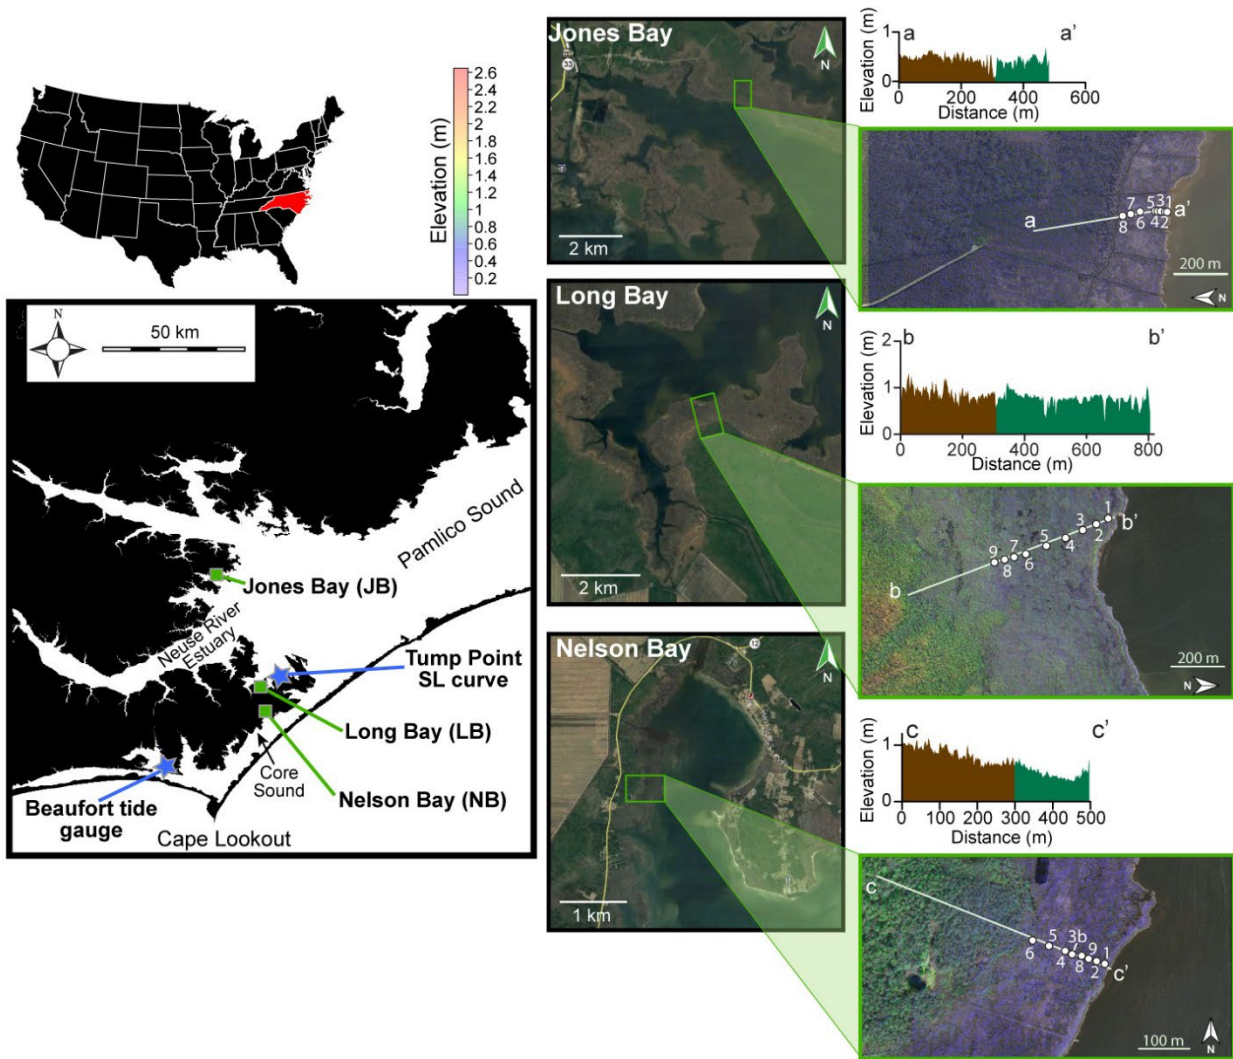 Elevation (m)
2.6
2.4
2.2
2.0
1.8
1.6
1.4
1.2
1.0
0.8
0.6
0.4
0.2
N
50 km
Pamlico Sound
Jones Bay (JB)
Neuse River
Estuary
Tump Point
SL curve
Long Bay (LB)
Core
Sound
Nelson Bay (NB)
Beaufort tide
gauge
Cape Lookout
Jones Bay
33
N
2 km
Long Bay
N
2 km
Nelson Bay
12
N
1 km
Elevation (m)
1
0
a a'
0 200 400 600
Distance (m)
a
7 5 3 1
8 6 4 2
a'
200 m
N
Elevation (m)
2
1
0
b b'
0 200 400 600 800
Distance (m)
b
9 7 5 3 1
8 6 4 2
b'
200 m
N
Elevation (m)
1
0
c c'
0 100 200 300 400 500
Distance (m)
c
5 3b 9 1
6 4 8 2
c'
100 m
N